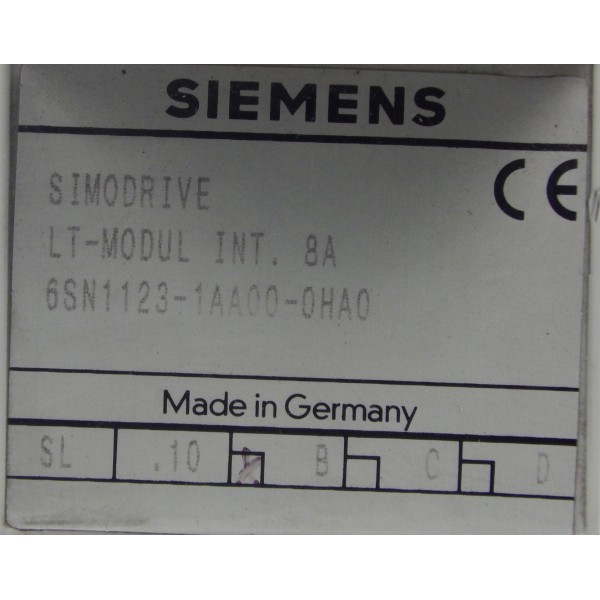 SIEMENS
SIMODRIVE
LT-MODUL INT. 8A
6SN1123-1AA00-0HA0
Made in Germany
SL .10 B C D